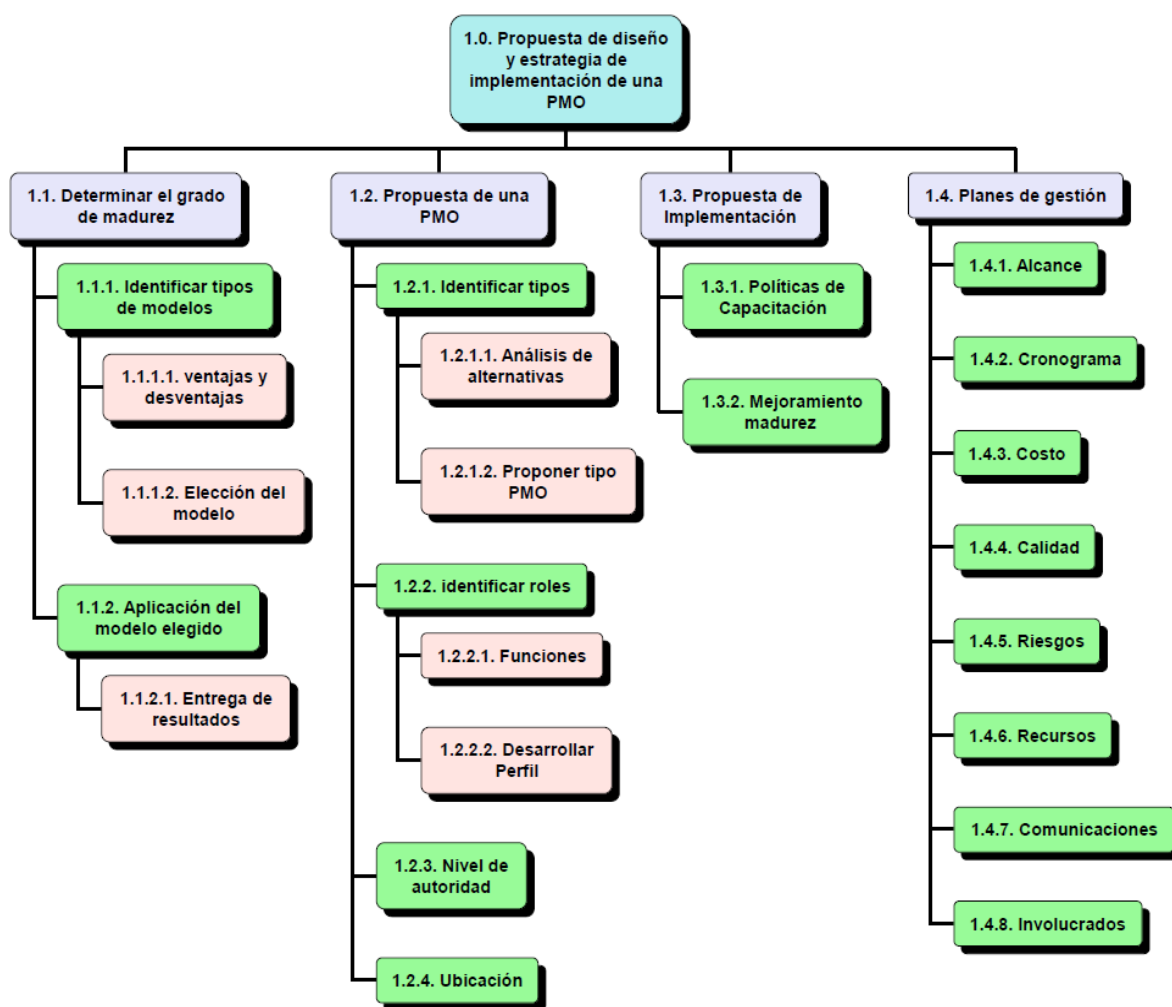 1.0. Propuesta de diseño
y estrategia de
implementación de una
PMO
1.1. Determinar el grado
de madurez
1.1.1. Identificar tipos
de modelos
1.1.1.1. ventajas y
desventajas
1.1.1.2. Elección del
modelo
1.1.2. Aplicación del
modelo elegido
1.1.2.1. Entrega de
resultados
1.2. Propuesta de una
PMO
1.2.1. Identificar tipos
1.2.1.1. Análisis de
alternativas
1.2.1.2. Proponer tipo
PMO
1.2.2. identificar roles
1.2.2.1. Funciones
1.2.2.2. Desarrollar
Perfil
1.2.3. Nivel de
autoridad
1.2.4. Ubicación
1.3. Propuesta de
Implementación
1.3.1. Políticas de
Capacitación
1.3.2. Mejoramiento
madurez
1.4. Planes de gestión
1.4.1. Alcance
1.4.2. Cronograma
1.4.3. Costo
1.4.4. Calidad
1.4.5. Riesgos
1.4.6. Recursos
1.4.7. Comunicaciones
1.4.8. Involucrados